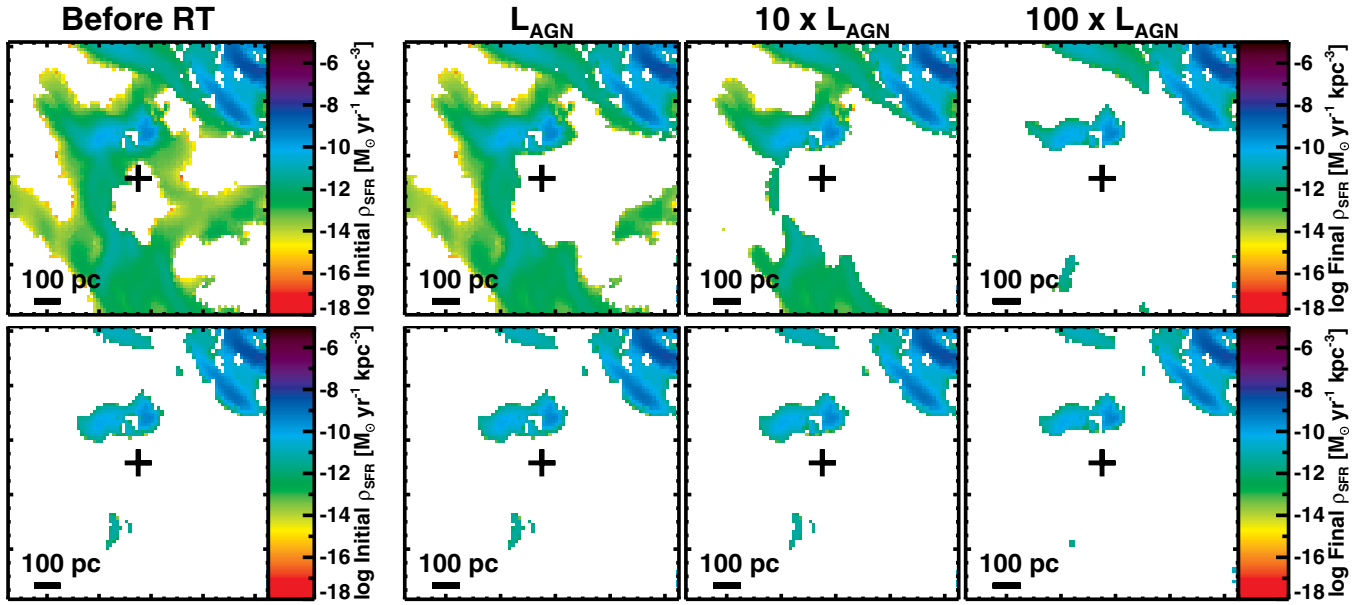 Before RT
L_AGN
10 x L_AGN
100 x L_AGN
100 pc
-6
-8
-10
-12
-14
-16
-18
log Initial ρ_SFR [M_⊙ yr^-1 kpc^-3]
100 pc
100 pc
100 pc
-6
-8
-10
-12
-14
-16
-18
log Final ρ_SFR [M_⊙ yr^-1 kpc^-3]
100 pc
-6
-8
-10
-12
-14
-16
-18
log Initial ρ_SFR [M_⊙ yr^-1 kpc^-3]
100 pc
100 pc
100 pc
-6
-8
-10
-12
-14
-16
-18
log Final ρ_SFR [M_⊙ yr^-1 kpc^-3]